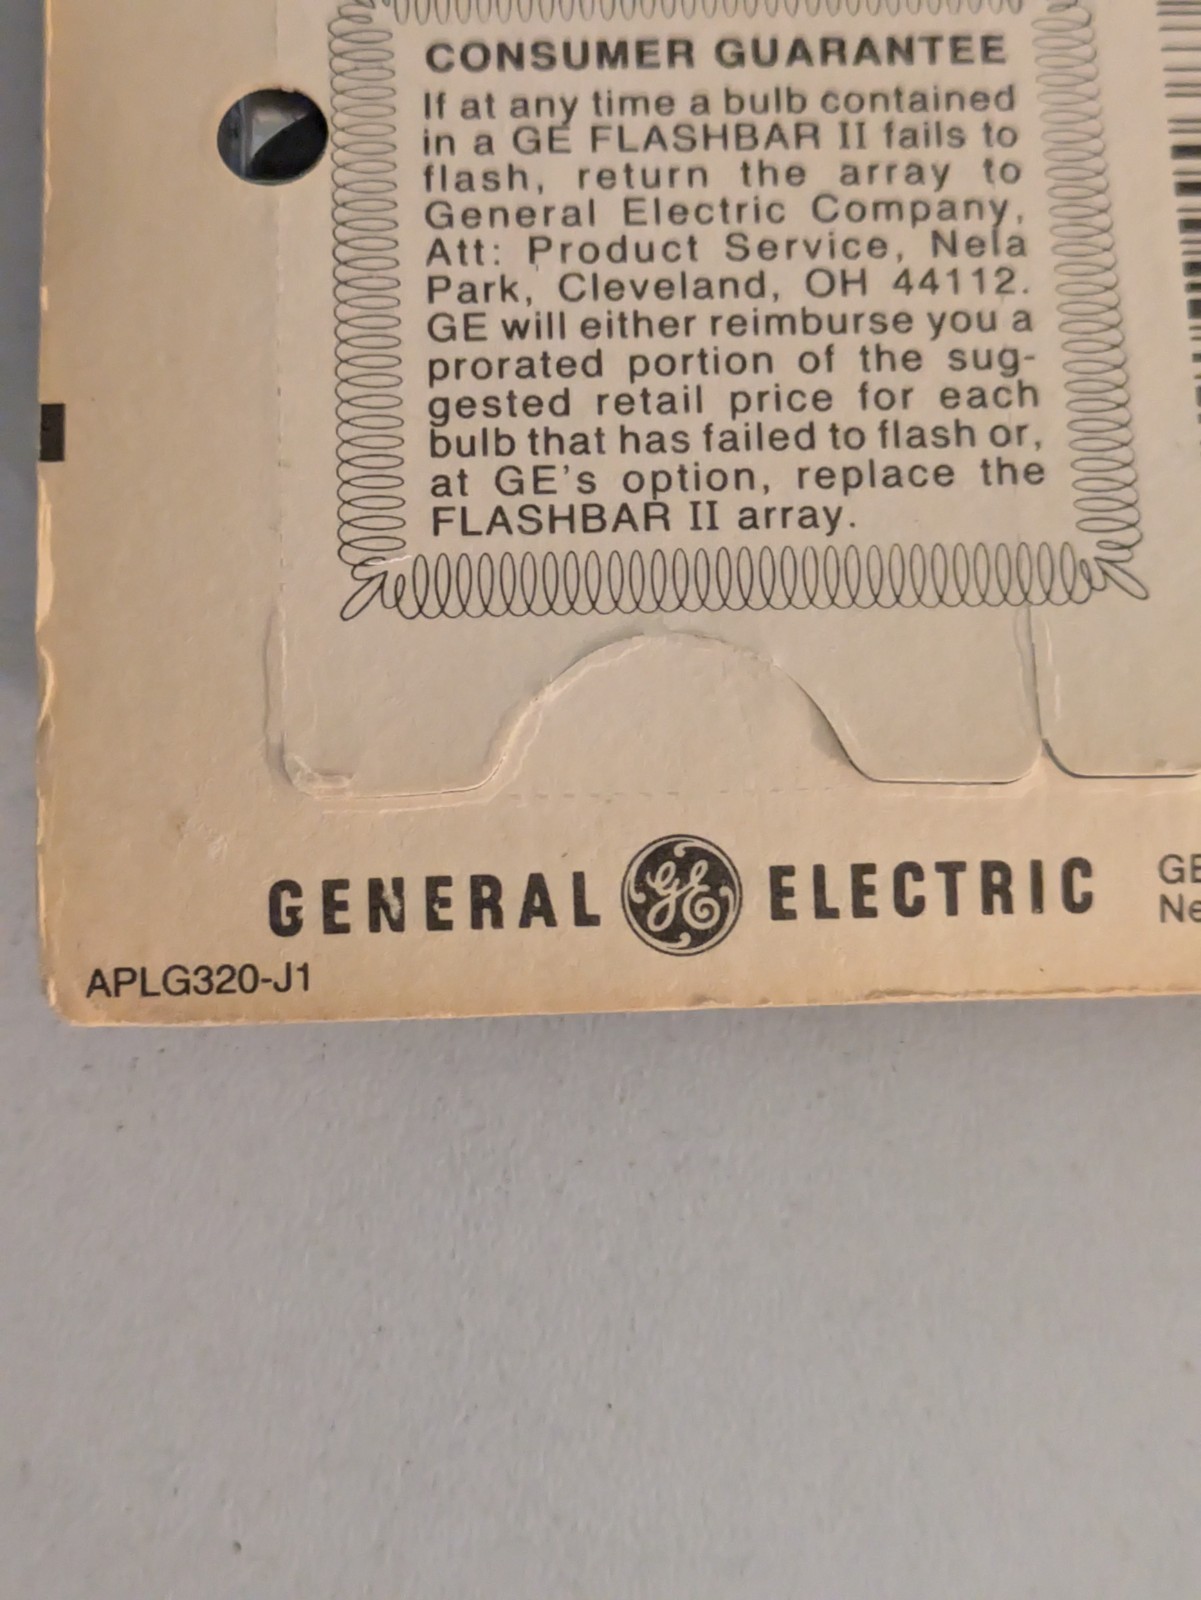 CONSUMER GUARANTEE
If at any time a bulb contained
in a GE FLASHBAR II fails to
flash, return the array to
General Electric Company,
Att: Product Service, Nela
Park, Cleveland, OH 44112.
GE will either reimburse you a
prorated portion of the sug-
gested retail price for each
bulb that has failed to flash or,
at GE's option, replace the
FLASHBAR II array.
GENERAL GE ELECTRIC
APLG320-J1